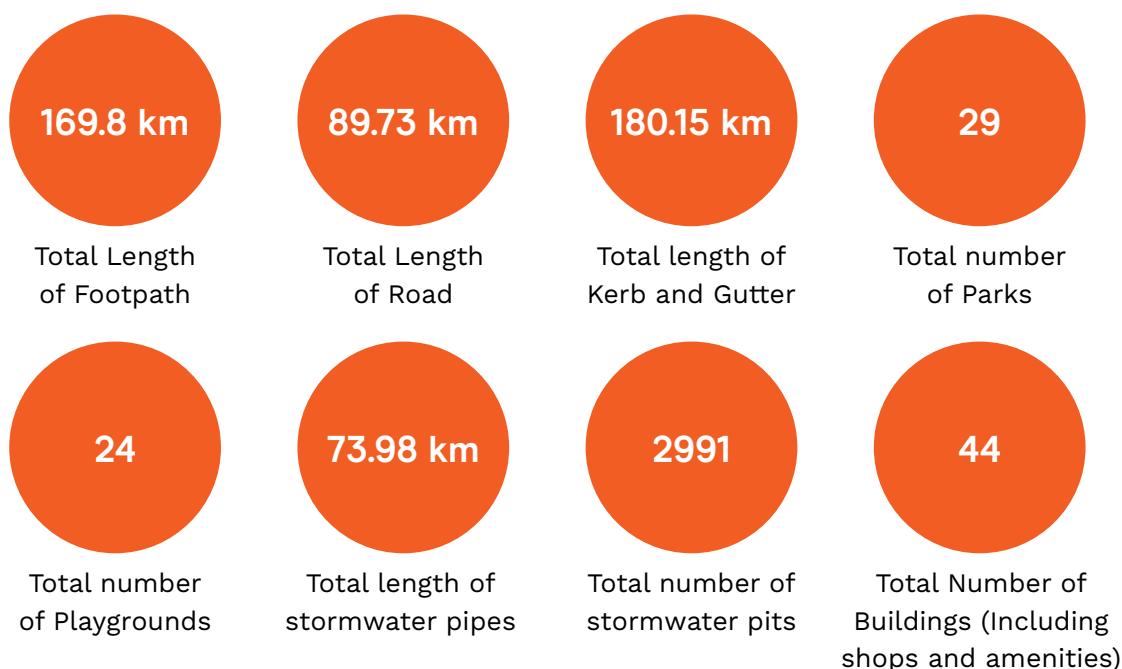 169.8 km
Total Length
of Footpath
89.73 km
Total Length
of Road
180.15 km
Total length of
Kerb and Gutter
29
Total number
of Parks
24
Total number
of Playgrounds
73.98 km
Total length of
stormwater pipes
2991
Total number of
stormwater pits
44
Total Number of
Buildings (Including
shops and amenities)